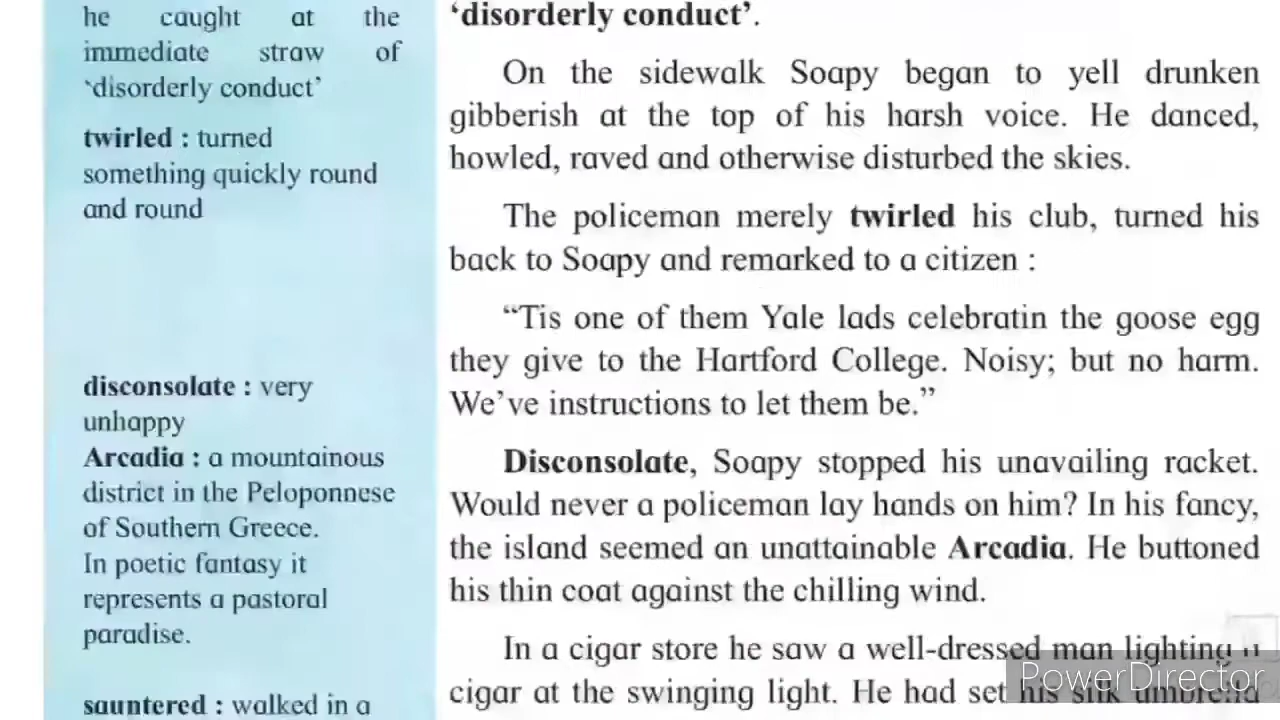 he caught at the
immediate straw of
‘disorderly conduct’
twirled : turned
something quickly round
and round
disconsolate : very
unhappy
Arcadia : a mountainous
district in the Peloponnese
of Southern Greece.
In poetic fantasy it
represents a pastoral
paradise.
sauntered : walked in a
‘disorderly conduct’.
On the sidewalk Soapy began to yell drunken
gibberish at the top of his harsh voice. He danced,
howled, raved and otherwise disturbed the skies.
The policeman merely twirled his club, turned his
back to Soapy and remarked to a citizen :
“Tis one of them Yale lads celebratin the goose egg
they give to the Hartford College. Noisy; but no harm.
We’ve instructions to let them be.”
Disconsolate, Soapy stopped his unavailing racket.
Would never a policeman lay hands on him? In his fancy,
the island seemed an unattainable Arcadia. He buttoned
his thin coat against the chilling wind.
In a cigar store he saw a well-dressed man lighting a
cigar at the swinging light. He had set his silk umbrella
PowerDirector